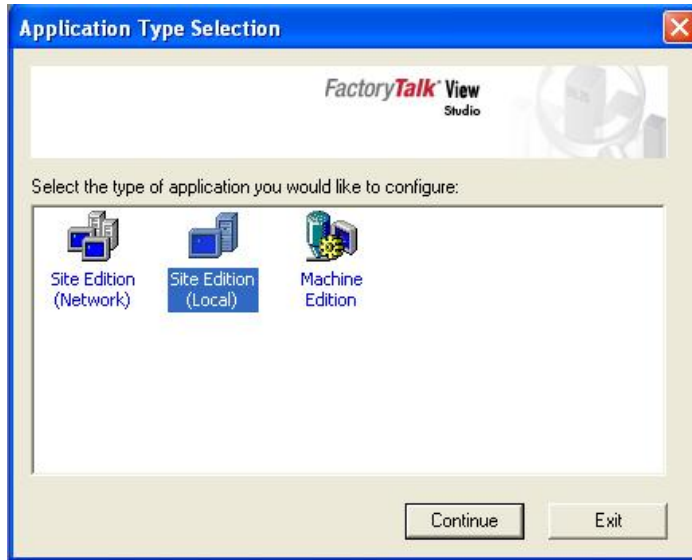 Application Type Selection
FactoryTalk View
Studio
Select the type of application you would like to configure:
Site Edition
(Network)
Site Edition
(Local)
Machine
Edition
Continue
Exit